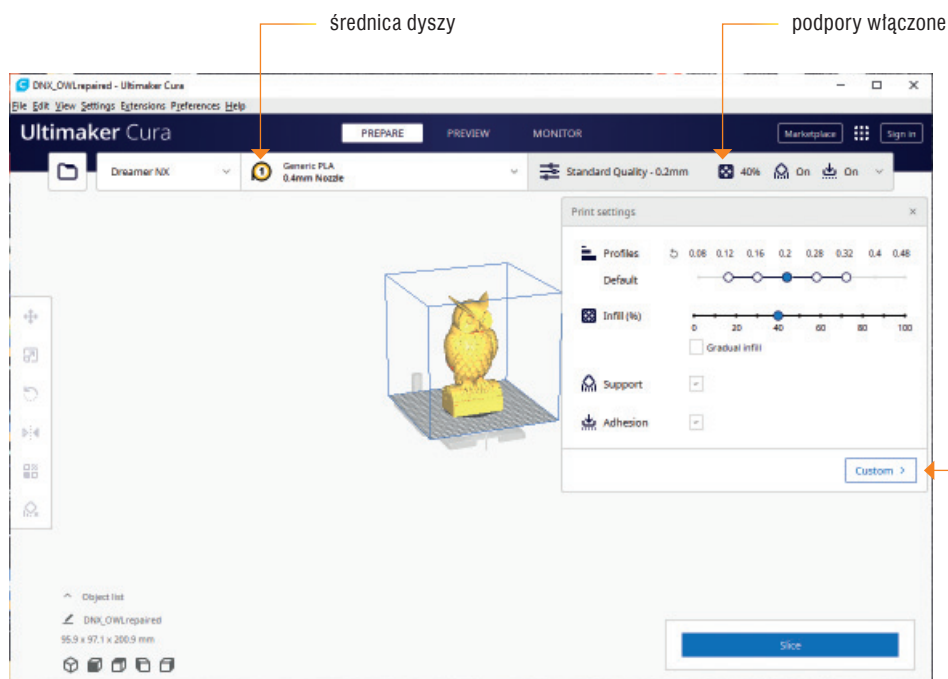 średnica dyszy
podpory włączone
DNX_OWLrepaired - Ultimaker Cura
File Edit View Settings Extensions Preferences Help
Ultimaker Cura
PREPARE PREVIEW MONITOR
Marketplace Sign in
Dreamer NX
1
Generic PLA
0.4mm Nozzle
Standard Quality - 0.2mm
40% On On
Print settings
Profiles 0.08 0.12 0.16 0.2 0.28 0.32 0.4 0.48
Default
Infill (%)
0 20 40 60 80 100
Gradual infill
Support
Adhesion
Custom >
Object list
DNX_OWLrepaired
95.9 x 97.1 x 200.9 mm
Slice